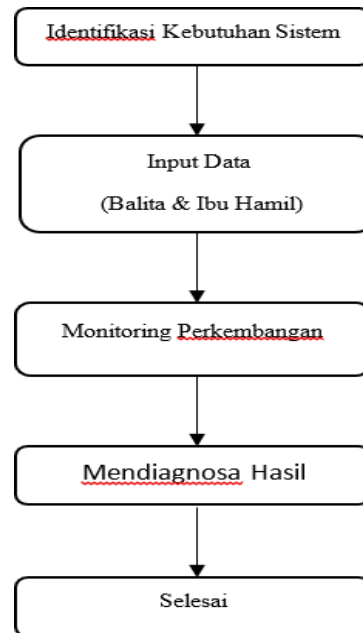 Identifikasi Kebutuhan Sistem
Input Data
(Balita & Ibu Hamil)
Monitoring Perkembangan
Mendiagnosa Hasil
Selesai